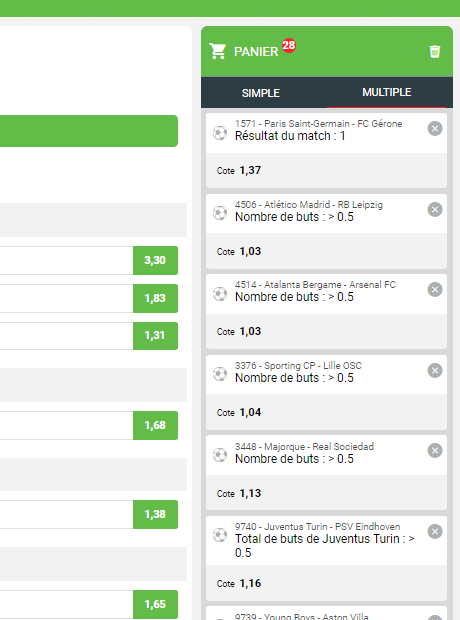 PANIER 28
SIMPLE MULTIPLE
1571 - Paris Saint-Germain - FC Gérone
Résultat du match : 1
Cote 1,37
4506 - Atlético Madrid - RB Leipzig
Nombre de buts : > 0.5
Cote 1,03
4514 - Atalanta Bergame - Arsenal FC
Nombre de buts : > 0.5
Cote 1,03
3376 - Sporting CP - Lille OSC
Nombre de buts : > 0.5
Cote 1,04
3448 - Majorque - Real Sociedad
Nombre de buts : > 0.5
Cote 1,13
9740 - Juventus Turin - PSV Eindhoven
Total de buts de Juventus Turin : >
0.5
Cote 1,16
9739 - Young Boys - Aston Villa
3,30
1,83
1,31
1,68
1,38
1,65